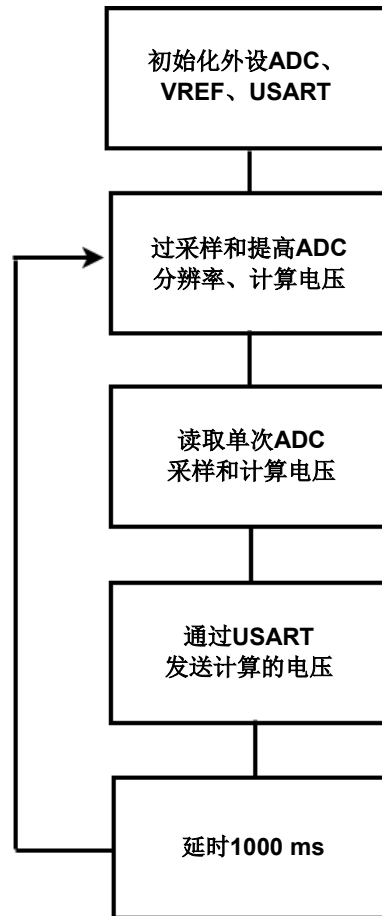 初始化外设ADC、
VREF、USART
过采样和提高ADC
分辨率、计算电压
读取单次ADC
采样和计算电压
通过USART
发送计算的电压
延时1000 ms